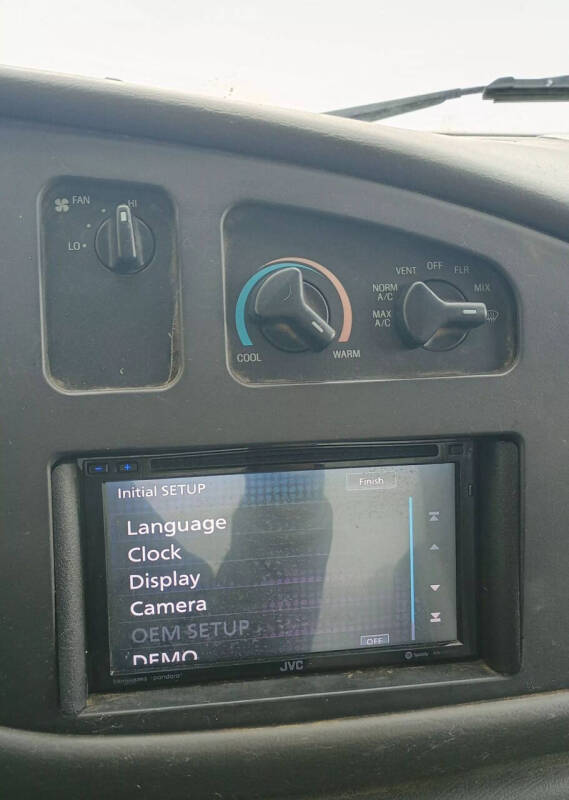 FAN
HI
LO
COOL
WARM
MAX A/C
NORM A/C
VENT
OFF
FLR
MIX
- +
Initial SETUP
Finish
Language
Clock
Display
Camera
OEM SETUP
DEMO
OFF
JVC
pandora